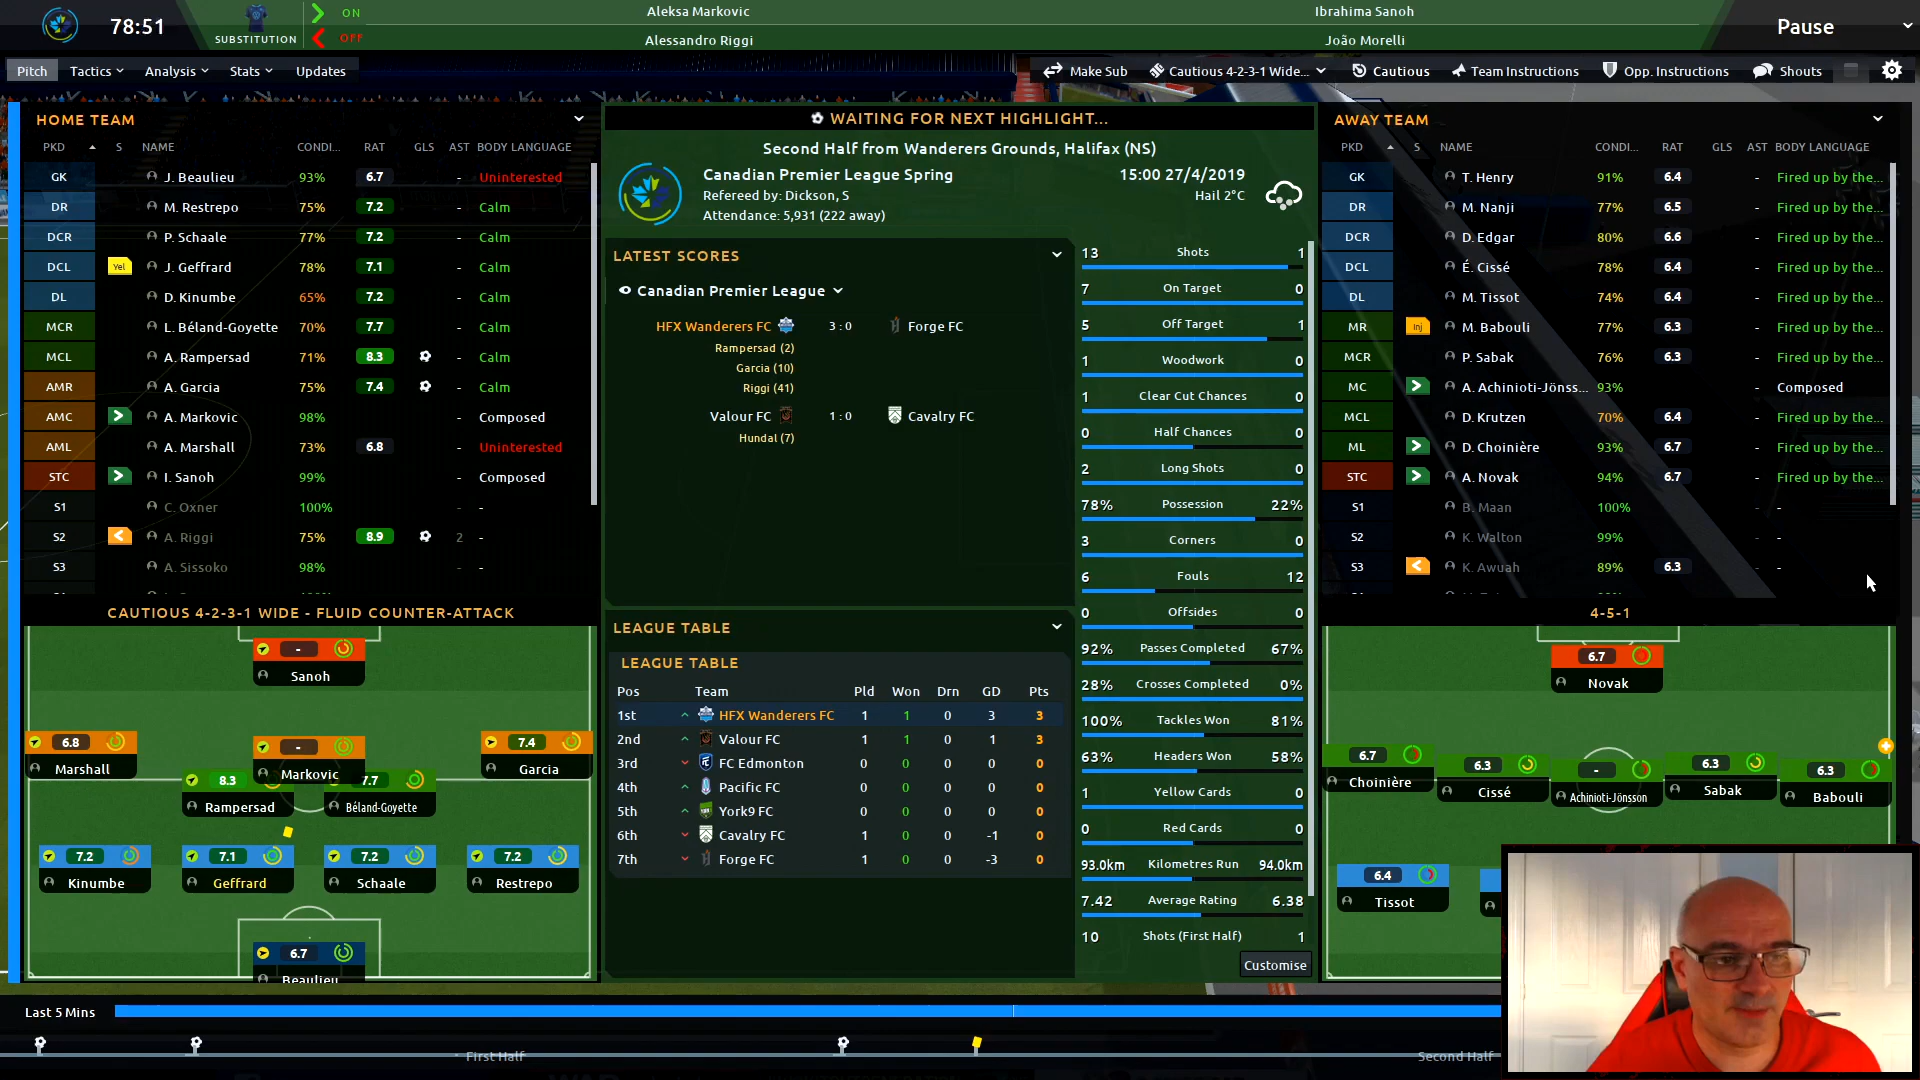 78:51
SUBSTITUTION
ON
OFF
Aleksa Markovic
Alessandro Riggi
Ibrahima Sanoh
João Morelli
Pause
Pitch Tactics Analysis Stats Updates
Make Sub Cautious 4-2-3-1 Wide... Cautious Team Instructions Opp. Instructions Shouts
HOME TEAM
PKD S NAME CONDI... RAT GLS AST BODY LANGUAGE
GK J. Beaulieu 93% 6.7 - Uninterested
DR M. Restrepo 75% 7.2 - Calm
DCR P. Schaale 77% 7.2 - Calm
DCL Yel J. Geffrard 78% 7.1 - Calm
DL D. Kinumbe 65% 7.2 - Calm
MCR L. Béland-Goyette 70% 7.7 - Calm
MCL A. Rampersad 71% 8.3 - Calm
AMR A. Garcia 75% 7.4 - Calm
AMC A. Markovic 98% - Composed
AML A. Marshall 73% 6.8 - Uninterested
STC I. Sanoh 99% - Composed
S1 C. Oxner 100% - -
S2 A. Riggi 75% 8.9 2 -
S3 A. Sissoko 98% - -
CAUTIOUS 4-2-3-1 WIDE - FLUID COUNTER-ATTACK
-
Sanoh
6.8
Marshall
-
Markovic
7.4
Garcia
8.3
Rampersad
7.7
Béland-Goyette
7.2
Kinumbe
7.1
Geffrard
7.2
Schaale
7.2
Restrepo
6.7
Beaulieu
WAITING FOR NEXT HIGHLIGHT...
Second Half from Wanderers Grounds, Halifax (NS)
Canadian Premier League Spring
Refereed by: Dickson, S
Attendance: 5,931 (222 away)
15:00 27/4/2019
Hail 2°C
LATEST SCORES
Canadian Premier League
HFX Wanderers FC 3 : 0 Forge FC
Rampersad (2)
Garcia (10)
Riggi (41)
Valour FC 1 : 0 Cavalry FC
Hundal (7)
LEAGUE TABLE
LEAGUE TABLE
Pos Team Pld Won Drn GD Pts
1st HFX Wanderers FC 1 1 0 3 3
2nd Valour FC 1 1 0 1 3
3rd FC Edmonton 0 0 0 0 0
4th Pacific FC 0 0 0 0 0
5th York9 FC 0 0 0 0 0
6th Cavalry FC 1 0 0 -1 0
7th Forge FC 1 0 0 -3 0
13 Shots 1
7 On Target 0
5 Off Target 1
1 Woodwork 0
1 Clear Cut Chances 0
0 Half Chances 0
2 Long Shots 0
78% Possession 22%
3 Corners 0
6 Fouls 12
0 Offsides 0
92% Passes Completed 67%
28% Crosses Completed 0%
100% Tackles Won 81%
63% Headers Won 58%
1 Yellow Cards 0
0 Red Cards 0
93.0km Kilometres Run 94.0km
7.42 Average Rating 6.38
10 Shots (First Half) 1
Customise
AWAY TEAM
PKD S NAME CONDI... RAT GLS AST BODY LANGUAGE
GK T. Henry 91% 6.4 - Fired up by the...
DR M. Nanji 77% 6.5 - Fired up by the...
DCR D. Edgar 80% 6.6 - Fired up by the...
DCL É. Cissé 78% 6.4 - Fired up by the...
DL M. Tissot 74% 6.4 - Fired up by the...
MR Inj M. Babouli 77% 6.3 - Fired up by the...
MCR P. Sabak 76% 6.3 - Fired up by the...
MC A. Achinioti-Jönss... 93% - Composed
MCL D. Krutzen 70% 6.4 - Fired up by the...
ML D. Choinière 93% 6.7 - Fired up by the...
STC A. Novak 94% 6.7 - Fired up by the...
S1 B. Maan 100% - -
S2 K. Walton 99% - -
S3 K. Awuah 89% 6.3 - -
4-5-1
6.7
Novak
6.7
Choinière
6.3
Cissé
-
Achinioti-Jönsson
6.3
Sabak
6.3
Babouli
6.4
Tissot
Last 5 Mins
First Half
Second Half